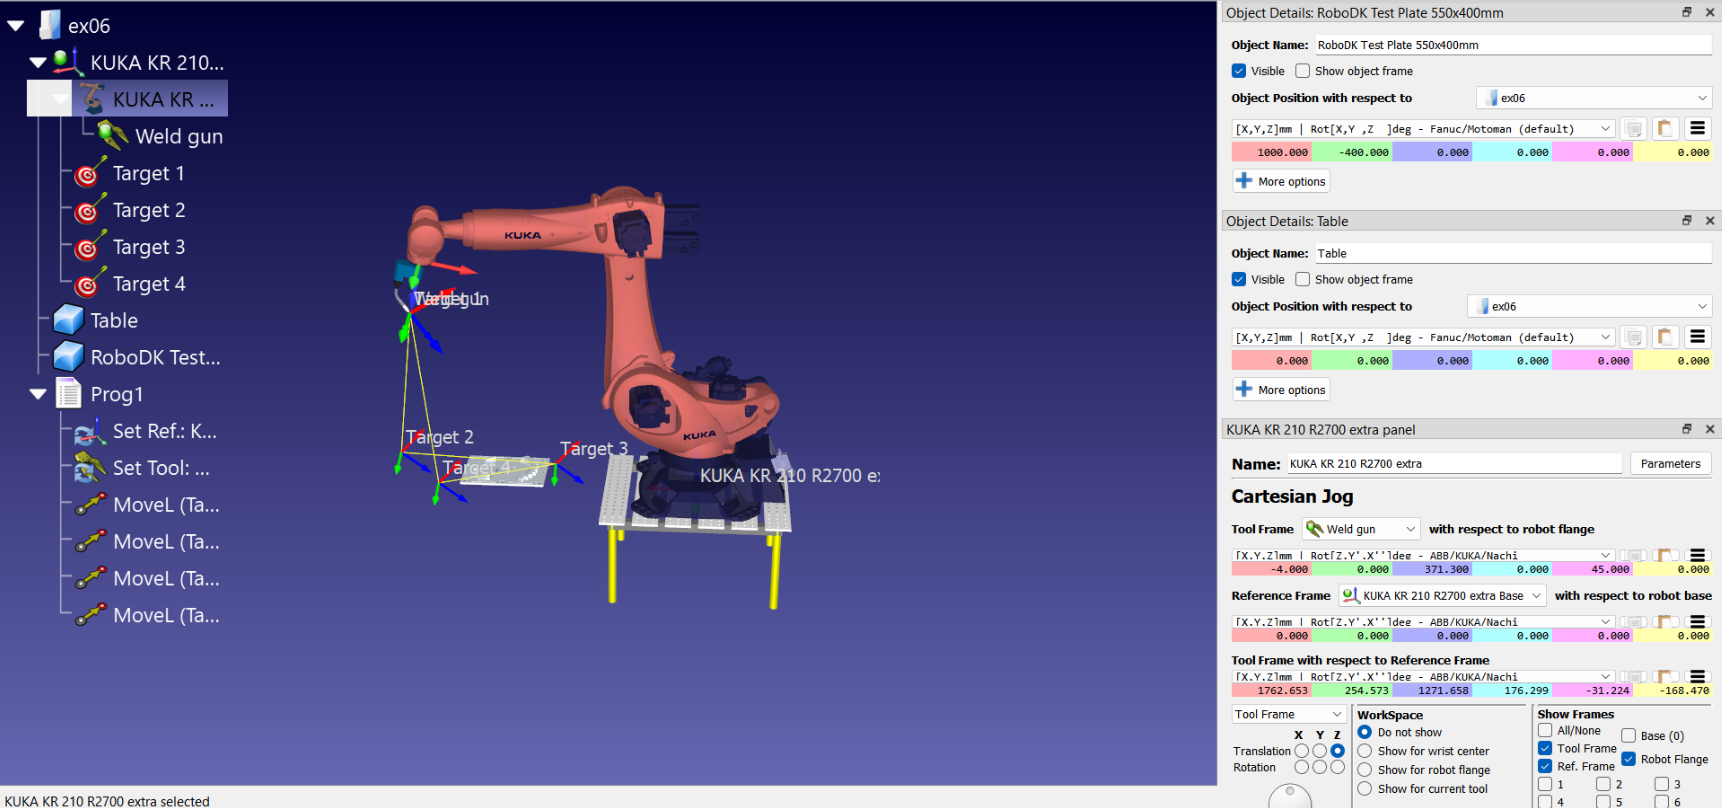 ex06
KUKA KR 210...
KUKA KR ...
Weld gun
Target 1
Target 2
Target 3
Target 4
Table
RoboDK Test...
Prog1
Set Ref.: K...
Set Tool: ...
MoveL (Ta...
MoveL (Ta...
MoveL (Ta...
MoveL (Ta...
KUKA
Target 1
Weld gun
KUKA
Target 2
Target 3
Target 4
KUKA KR 210 R2700 e
KUKA KR 210 R2700 extra selected
Object Details: RoboDK Test Plate 550x400mm
Object Name: RoboDK Test Plate 550x400mm
Visible Show object frame
Object Position with respect to ex06
[X,Y,Z]mm | Rot[X,Y ,Z  ]deg - Fanuc/Motoman (default)
1000.000 -400.000 0.000 0.000 0.000 0.000
More options
Object Details: Table
Object Name: Table
Visible Show object frame
Object Position with respect to ex06
[X,Y,Z]mm | Rot[X,Y ,Z  ]deg - Fanuc/Motoman (default)
0.000 0.000 0.000 0.000 0.000 0.000
More options
KUKA KR 210 R2700 extra panel
Name: KUKA KR 210 R2700 extra Parameters
Cartesian Jog
Tool Frame Weld gun with respect to robot flange
[X,Y,Z]mm | Rot[Z,Y',X'']deg - ABB/KUKA/Nachi
-4.000 0.000 371.300 0.000 45.000 0.000
Reference Frame KUKA KR 210 R2700 extra Base with respect to robot base
[X,Y,Z]mm | Rot[Z,Y',X'']deg - ABB/KUKA/Nachi
0.000 0.000 0.000 0.000 0.000 0.000
Tool Frame with respect to Reference Frame
[X,Y,Z]mm | Rot[Z,Y',X'']deg - ABB/KUKA/Nachi
1762.653 254.573 1271.658 176.299 -31.224 -168.470
Tool Frame
X Y Z
Translation
Rotation
WorkSpace
Do not show
Show for wrist center
Show for robot flange
Show for current tool
Show Frames
All/None Base (0)
Tool Frame
Robot Flange
Ref. Frame
1 2 3
4 5 6